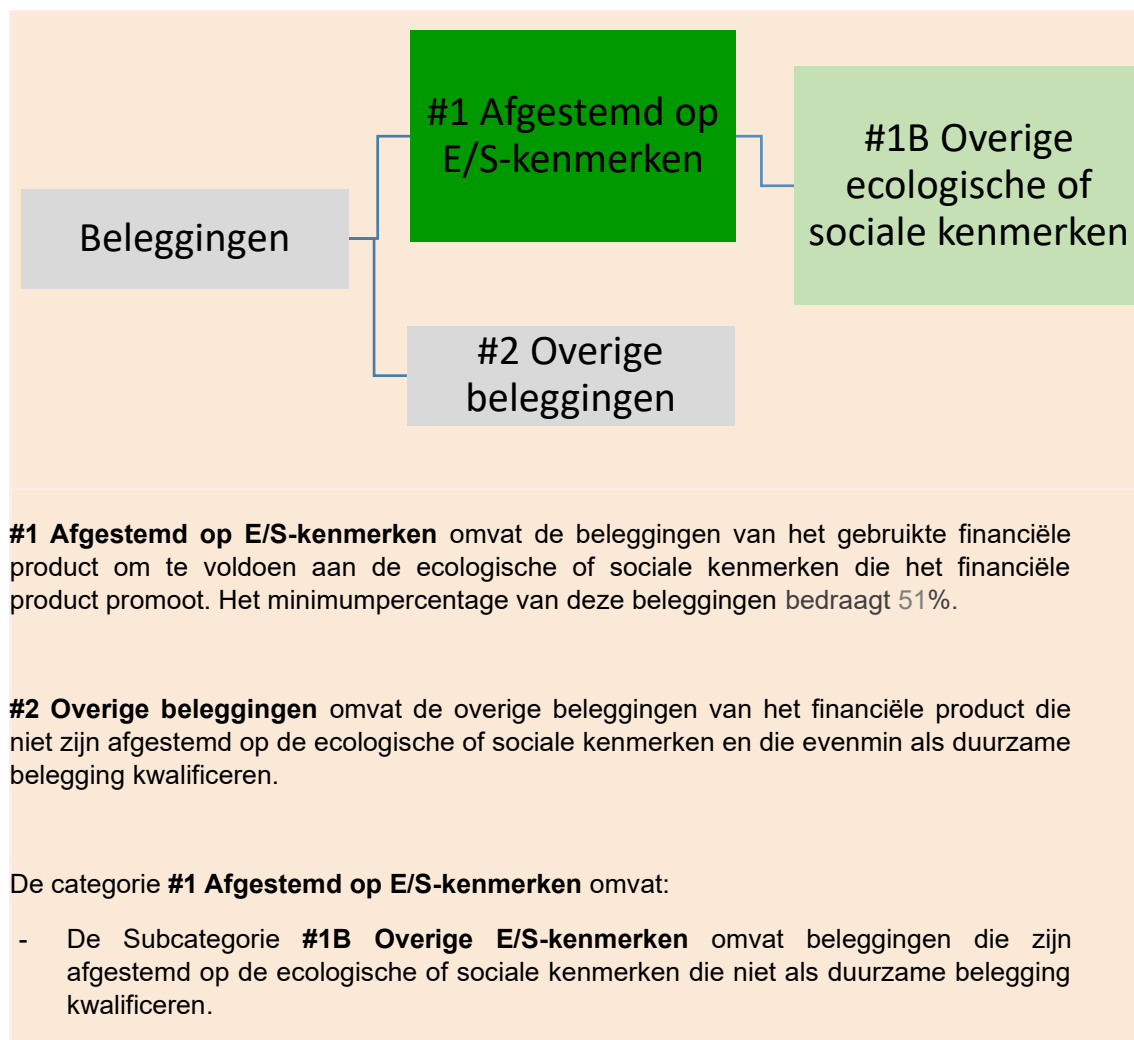 #1 Afgestemd op
E/S-kenmerken
#1B Overige
ecologische of
sociale kenmerken
Beleggingen
#2 Overige
beleggingen
#1 Afgestemd op E/S-kenmerken omvat de beleggingen van het gebruikte financiële
product om te voldoen aan de ecologische of sociale kenmerken die het financiële
product promoot. Het minimumpercentage van deze beleggingen bedraagt 51%.
#2 Overige beleggingen omvat de overige beleggingen van het financiële product die
niet zijn afgestemd op de ecologische of sociale kenmerken en die evenmin als duurzame
belegging kwalificeren.
De categorie #1 Afgestemd op E/S-kenmerken omvat:
- De Subcategorie #1B Overige E/S-kenmerken omvat beleggingen die zijn
afgestemd op de ecologische of sociale kenmerken die niet als duurzame belegging
kwalificeren.